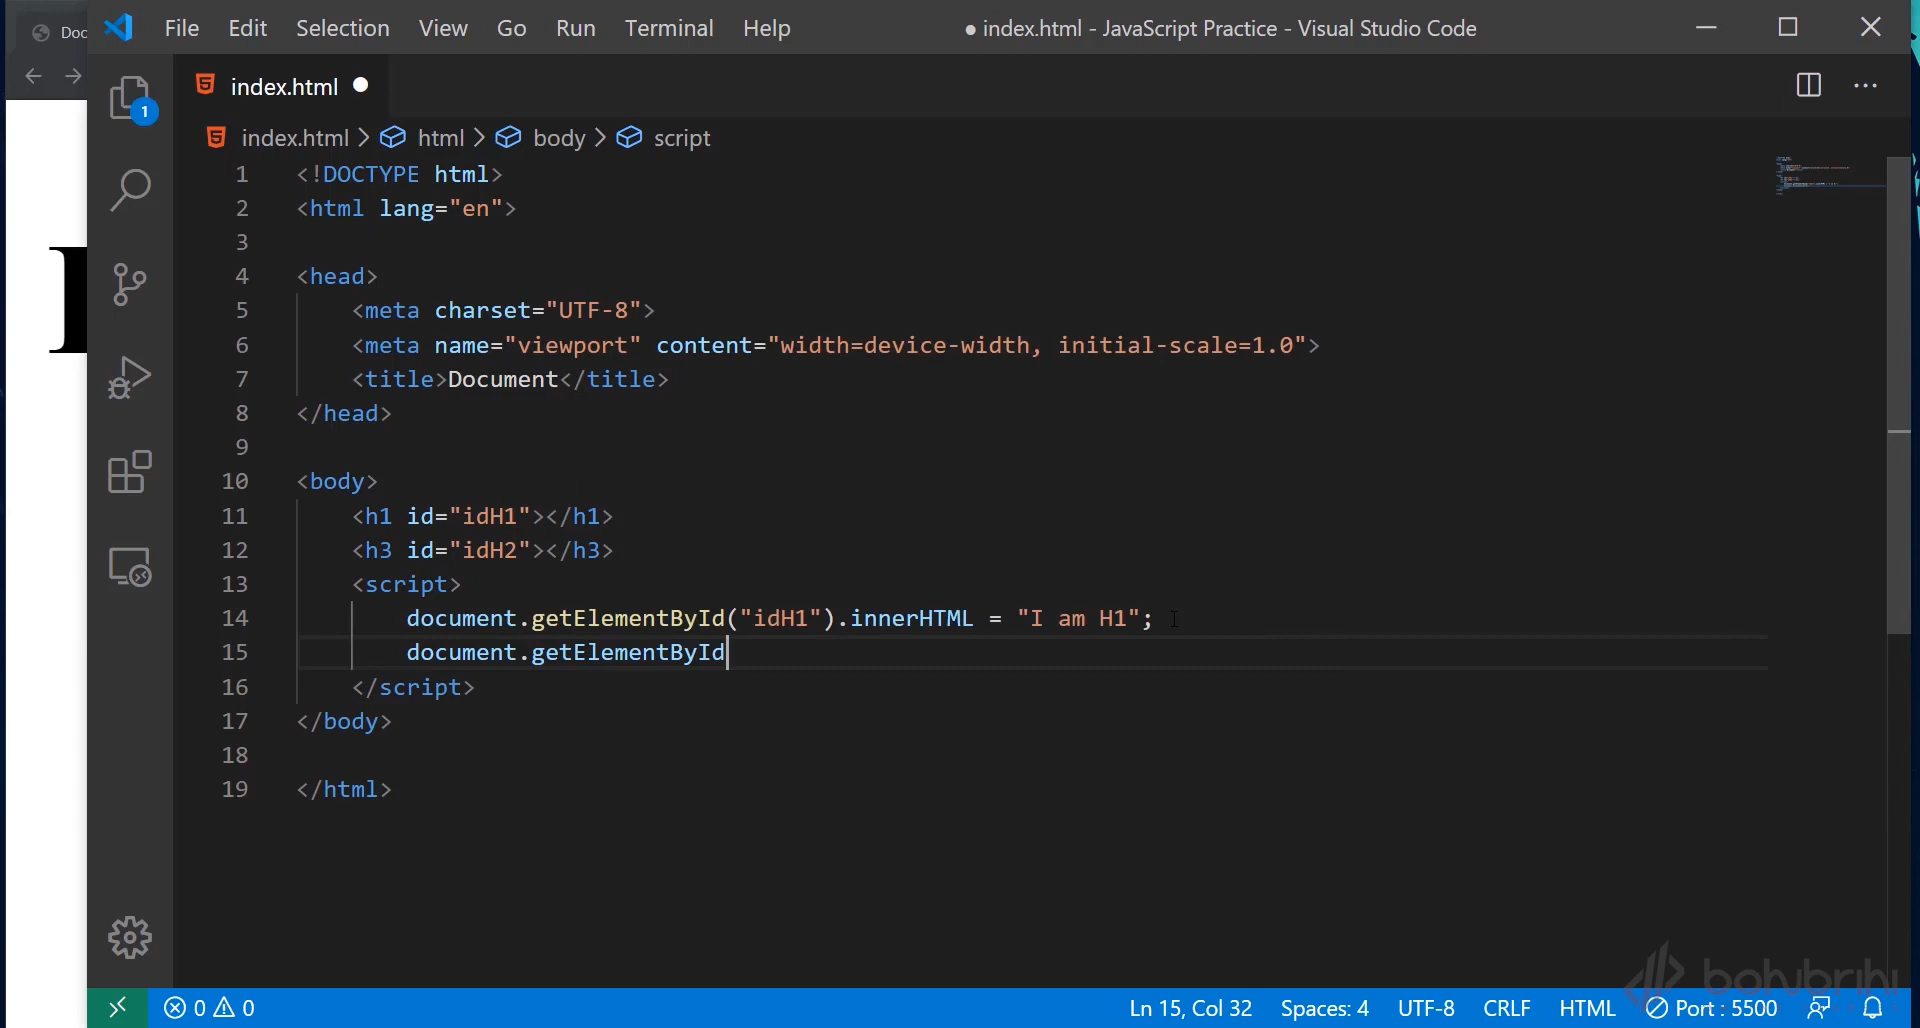 Doc
File Edit Selection View Go Run Terminal Help ● index.html - JavaScript Practice - Visual Studio Code
index.html
1
index.html > html > body > script
1 <!DOCTYPE html>
2 <html lang="en">
3
4 <head>
5 <meta charset="UTF-8">
6 <meta name="viewport" content="width=device-width, initial-scale=1.0">
7 <title>Document</title>
8 </head>
9
10 <body>
11 <h1 id="idH1"></h1>
12 <h3 id="idH2"></h3>
13 <script>
14 document.getElementById("idH1").innerHTML = "I am H1";
15 document.getElementById
16 </script>
17 </body>
18
19 </html>
bohubrihi
0 0 Ln 15, Col 32 Spaces: 4 UTF-8 CRLF HTML Port : 5500